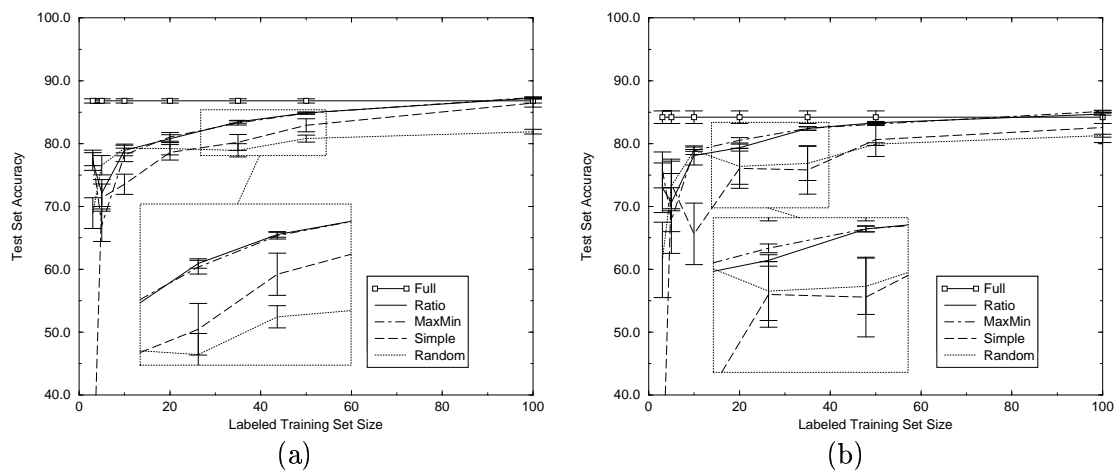 100.0
90.0
80.0
70.0
60.0
50.0
40.0
Test Set Accuracy
0 20 40 60 80 100
Labeled Training Set Size
Full
Ratio
MaxMin
Simple
Random
(a)
100.0
90.0
80.0
70.0
60.0
50.0
40.0
Test Set Accuracy
0 20 40 60 80 100
Labeled Training Set Size
Full
Ratio
MaxMin
Simple
Random
(b)